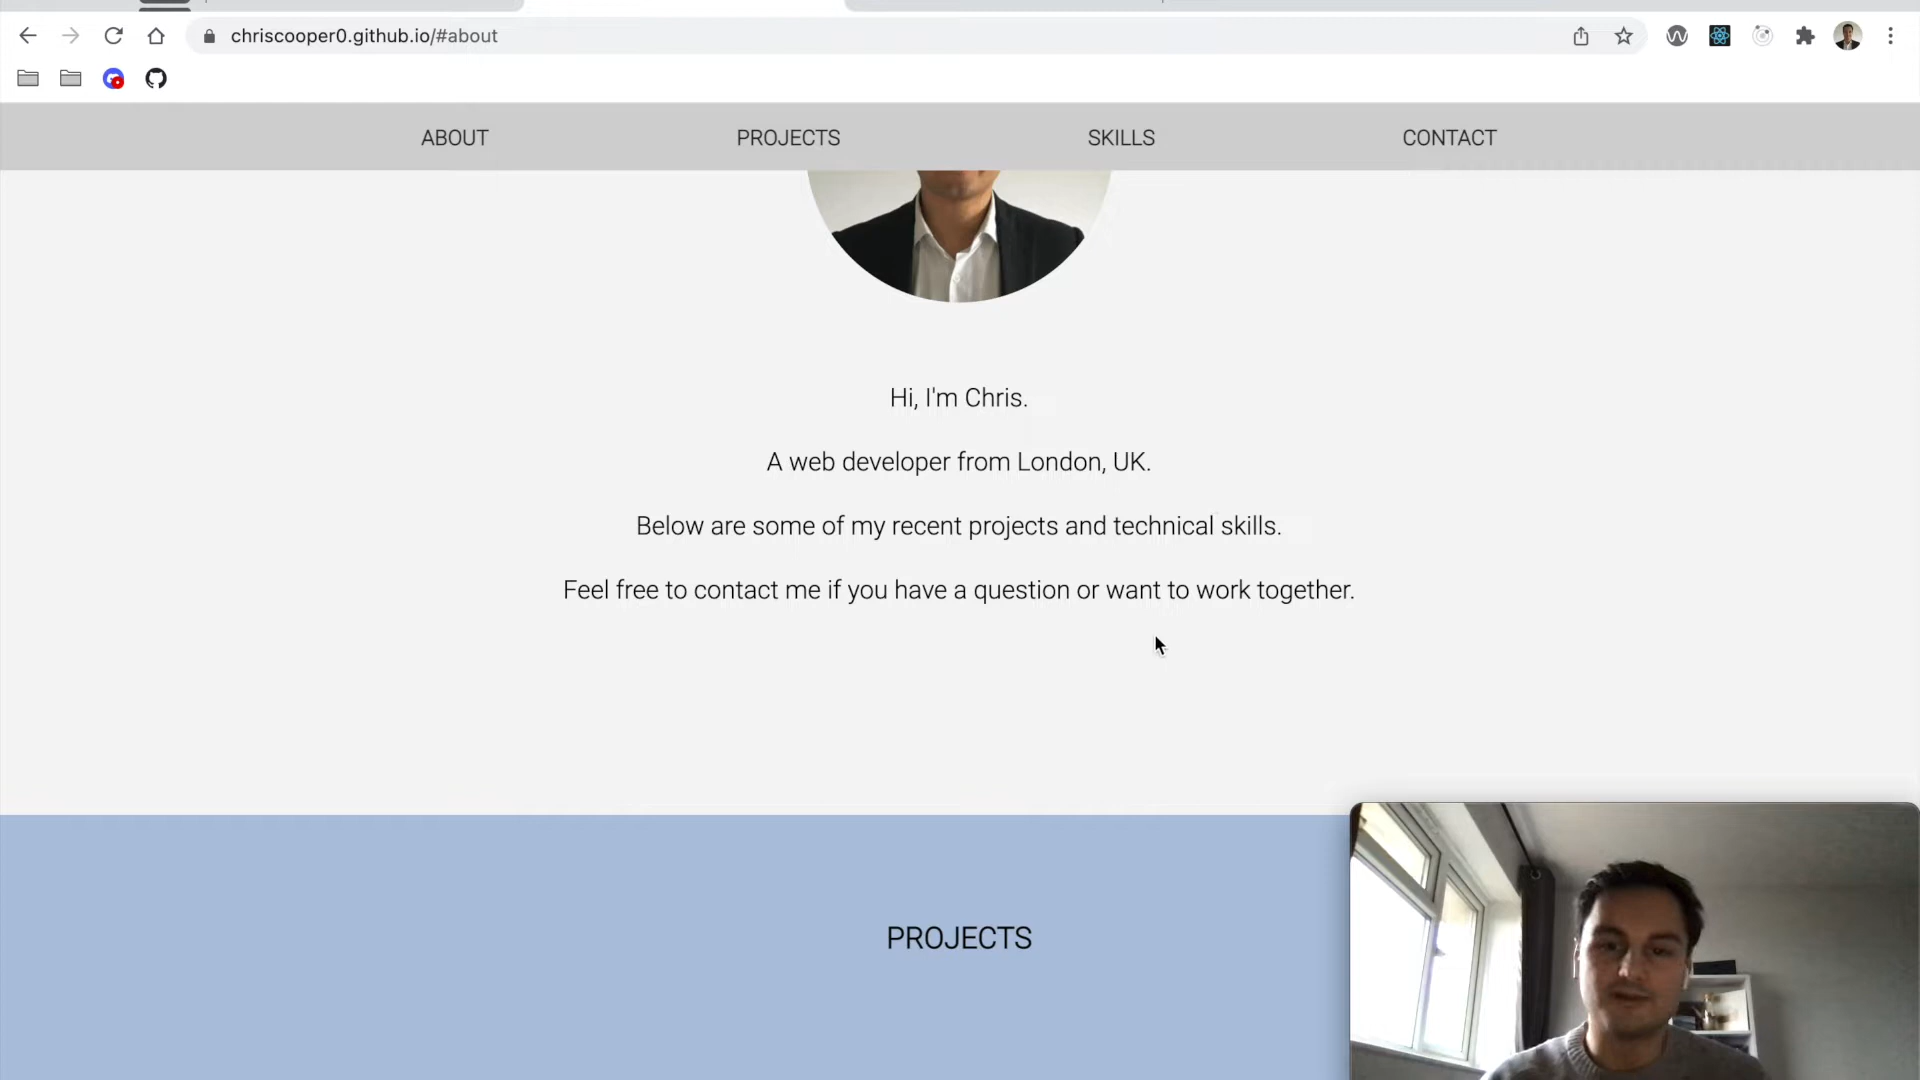 chriscooper0.github.io/#about
ABOUT PROJECTS SKILLS CONTACT
Hi, I'm Chris.
A web developer from London, UK.
Below are some of my recent projects and technical skills.
Feel free to contact me if you have a question or want to work together.
PROJECTS